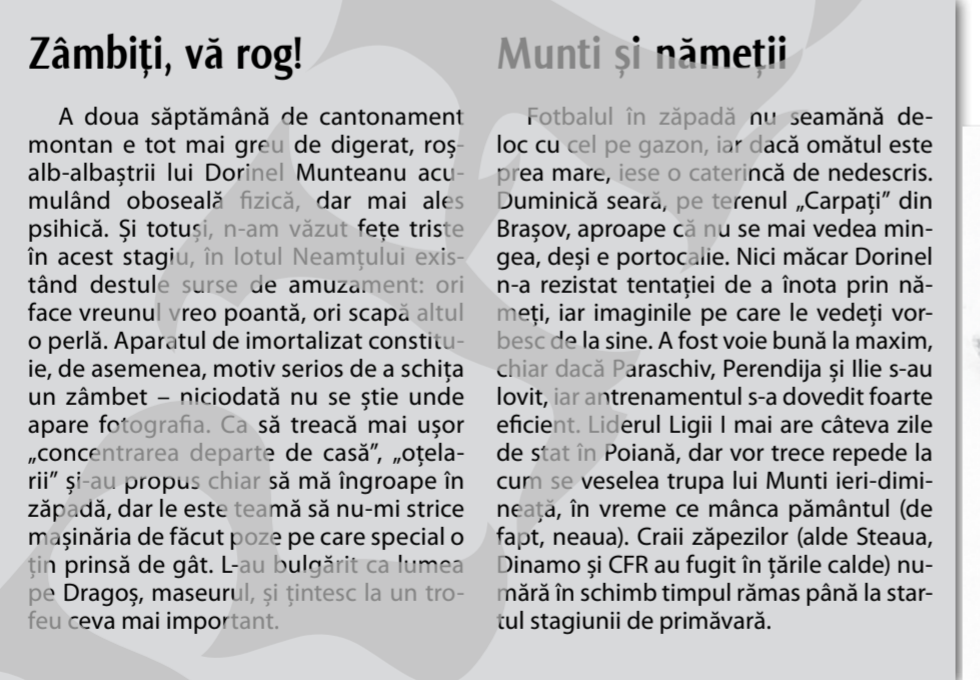 Zâmbiți, vă rog!
A doua săptămână de cantonament
montan e tot mai greu de digerat, roș-
alb-albaștrii lui Dorinel Munteanu acu-
mulând oboseală fizică, dar mai ales
psihică. Și totuși, n-am văzut fețe triste
în acest stagiu, în lotul Neamțului exis-
tând destule surse de amuzament: ori
face vreunul vreo poantă, ori scapă altul
o perlă. Aparatul de imortalizat constitu-
ie, de asemenea, motiv serios de a schița
un zâmbet – niciodată nu se știe unde
apare fotografia. Ca să treacă mai ușor
„concentrarea departe de casă”, „oțela-
rii” și-au propus chiar să mă îngroape în
zăpadă, dar le este teamă să nu-mi strice
mașinăria de făcut poze pe care special o
țin prinsă de gât. L-au bulgărit ca lumea
pe Dragoș, maseurul, și țintesc la un tro-
feu ceva mai important.
Munti și nămeții
Fotbalul în zăpadă nu seamănă de-
loc cu cel pe gazon, iar dacă omătul este
prea mare, iese o caterincă de nedescris.
Duminică seară, pe terenul „Carpați” din
Brașov, aproape că nu se mai vedea min-
gea, deși e portocalie. Nici măcar Dorinel
n-a rezistat tentației de a înota prin nă-
meți, iar imaginile pe care le vedeți vor-
besc de la sine. A fost voie bună la maxim,
chiar dacă Paraschiv, Perendija și Ilie s-au
lovit, iar antrenamentul s-a dovedit foarte
eficient. Liderul Ligii I mai are câteva zile
de stat în Poiană, dar vor trece repede la
cum se veselea trupa lui Munti ieri-dimi-
neață, în vreme ce mânca pământul (de
fapt, neaua). Craii zăpezilor (alde Steaua,
Dinamo și CFR au fugit în țările calde) nu-
mără în schimb timpul rămas până la star-
tul stagiunii de primăvară.